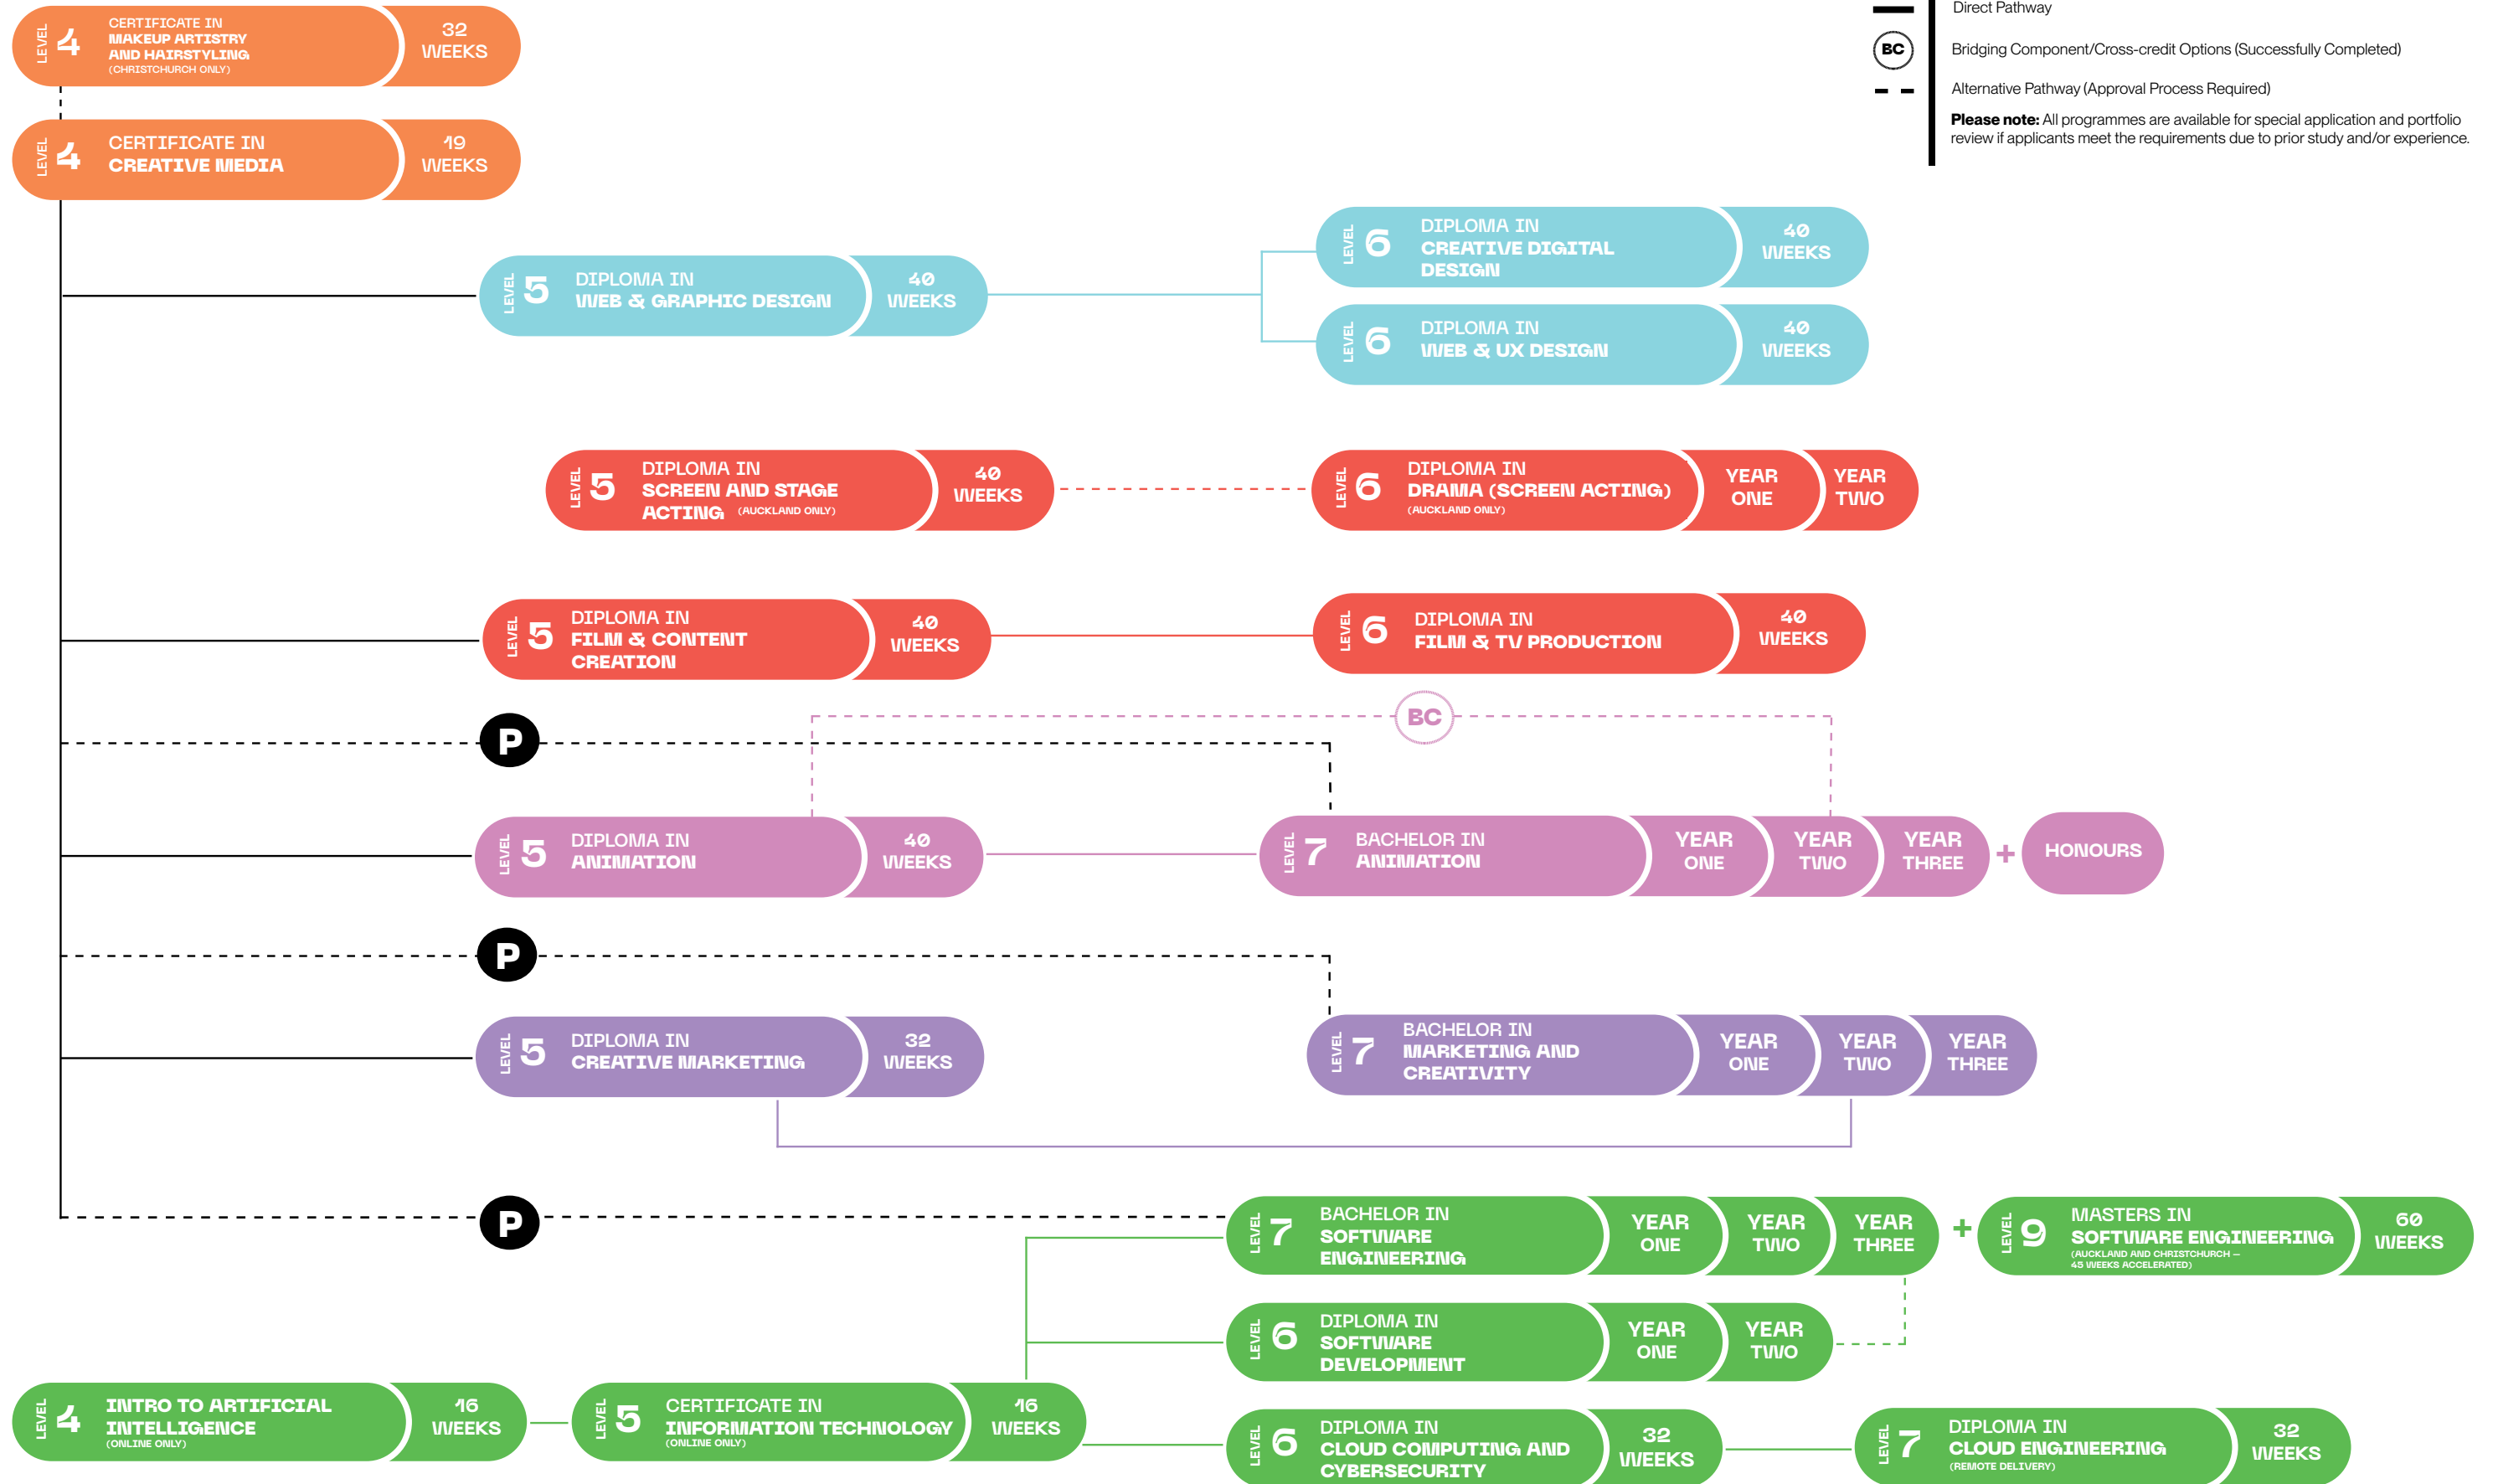 LEVEL 4
CERTIFICATE IN
MAKEUP ARTISTRY
AND HAIRSTYLING
(CHRISTCHURCH ONLY)
32
WEEKS
Direct Pathway
BC
Bridging Component/Cross-credit Options (Successfully Completed)
Alternative Pathway (Approval Process Required)
Please note: All programmes are available for special application and portfolio
review if applicants meet the requirements due to prior study and/or experience.
LEVEL 4
CERTIFICATE IN
CREATIVE MEDIA
19
WEEKS
LEVEL 5
DIPLOMA IN
WEB & GRAPHIC DESIGN
40
WEEKS
LEVEL 6
DIPLOMA IN
CREATIVE DIGITAL
DESIGN
40
WEEKS
LEVEL 6
DIPLOMA IN
WEB & UX DESIGN
40
WEEKS
LEVEL 5
DIPLOMA IN
SCREEN AND STAGE
ACTING (AUCKLAND ONLY)
40
WEEKS
LEVEL 6
DIPLOMA IN
DRAMA (SCREEN ACTING)
(AUCKLAND ONLY)
YEAR
ONE
YEAR
TWO
LEVEL 5
DIPLOMA IN
FILM & CONTENT
CREATION
40
WEEKS
LEVEL 6
DIPLOMA IN
FILM & TV PRODUCTION
40
WEEKS
BC
P
LEVEL 5
DIPLOMA IN
ANIMATION
40
WEEKS
LEVEL 7
BACHELOR IN
ANIMATION
YEAR
ONE
YEAR
TWO
YEAR
THREE
+
HONOURS
P
LEVEL 5
DIPLOMA IN
CREATIVE MARKETING
32
WEEKS
LEVEL 7
BACHELOR IN
MARKETING AND
CREATIVITY
YEAR
ONE
YEAR
TWO
YEAR
THREE
P
LEVEL 7
BACHELOR IN
SOFTWARE
ENGINEERING
YEAR
ONE
YEAR
TWO
YEAR
THREE
+
LEVEL 9
MASTERS IN
SOFTWARE ENGINEERING
(AUCKLAND AND CHRISTCHURCH –
45 WEEKS ACCELERATED)
60
WEEKS
LEVEL 6
DIPLOMA IN
SOFTWARE
DEVELOPMENT
YEAR
ONE
YEAR
TWO
LEVEL 4
INTRO TO ARTIFICIAL
INTELLIGENCE
(ONLINE ONLY)
16
WEEKS
LEVEL 5
CERTIFICATE IN
INFORMATION TECHNOLOGY
(ONLINE ONLY)
16
WEEKS
LEVEL 6
DIPLOMA IN
CLOUD COMPUTING AND
CYBERSECURITY
32
WEEKS
LEVEL 7
DIPLOMA IN
CLOUD ENGINEERING
(REMOTE DELIVERY)
32
WEEKS